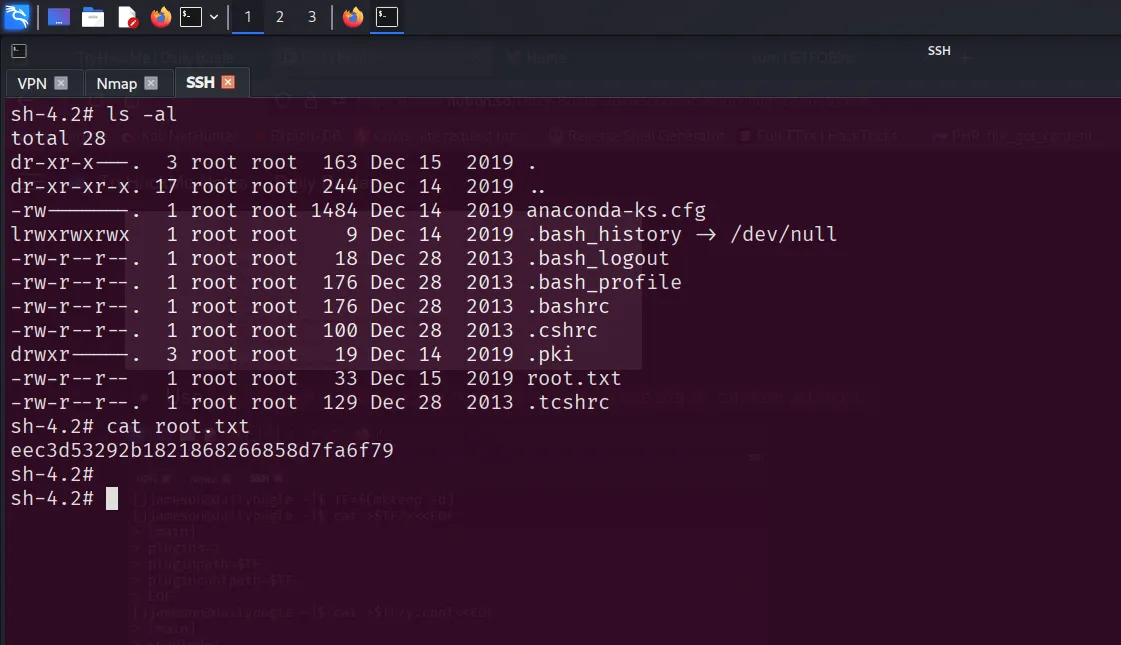 1 2 3
SSH
VPN Nmap SSH
sh-4.2# ls -al
total 28
dr-xr-x---. 3 root root 163 Dec 15 2019 .
dr-xr-xr-x. 17 root root 244 Dec 14 2019 ..
-rw-------. 1 root root 1484 Dec 14 2019 anaconda-ks.cfg
lrwxrwxrwx 1 root root 9 Dec 14 2019 .bash_history -> /dev/null
-rw-r--r--. 1 root root 18 Dec 28 2013 .bash_logout
-rw-r--r--. 1 root root 176 Dec 28 2013 .bash_profile
-rw-r--r--. 1 root root 176 Dec 28 2013 .bashrc
-rw-r--r--. 1 root root 100 Dec 28 2013 .cshrc
drwxr-----. 3 root root 19 Dec 14 2019 .pki
-rw-r--r-- 1 root root 33 Dec 15 2019 root.txt
-rw-r--r--. 1 root root 129 Dec 28 2013 .tcshrc
sh-4.2# cat root.txt
eec3d53292b1821868266858d7fa6f79
sh-4.2#
sh-4.2#